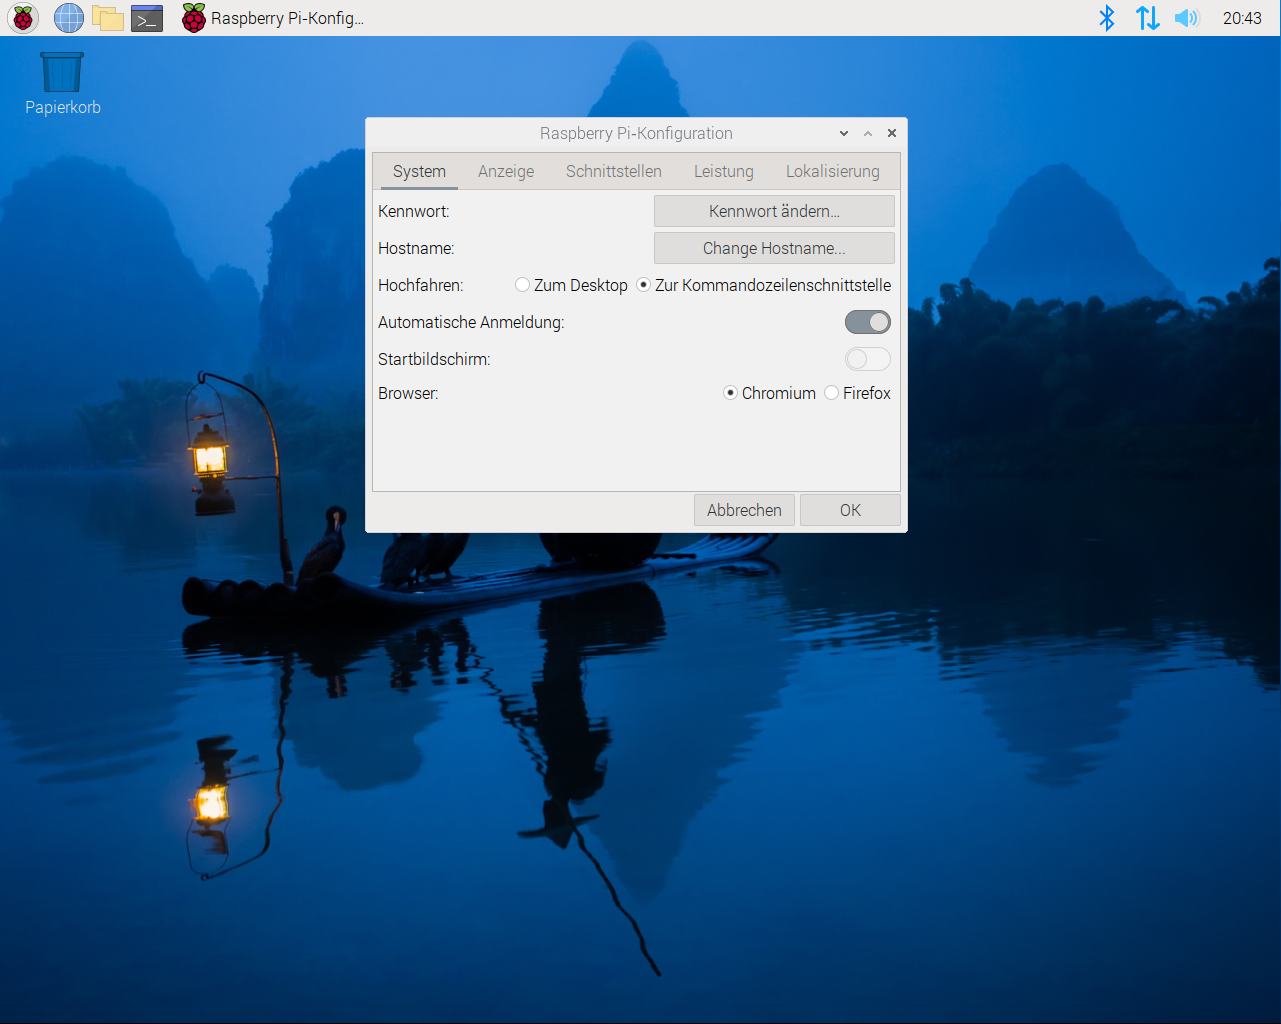 Raspberry Pi-Konfig... 20:43
Papierkorb
Raspberry Pi-Konfiguration
System Anzeige Schnittstellen Leistung Lokalisierung
Kennwort: Kennwort ändern...
Hostname: Change Hostname...
Hochfahren: Zum Desktop Zur Kommandozeilenschnittstelle
Automatische Anmeldung:
Startbildschirm:
Browser: Chromium Firefox
Abbrechen OK